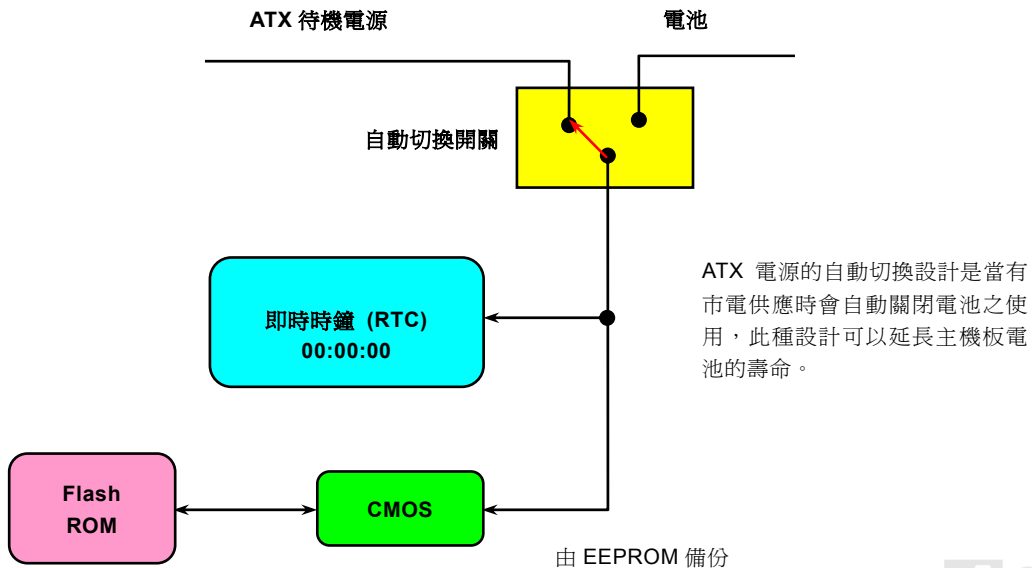 ATX 待機電源
電池
自動切換開關
即時時鐘 (RTC)
00:00:00
ATX 電源的自動切換設計是當有
市電供應時會自動關閉電池之使
用，此種設計可以延長主機板電
池的壽命。
Flash
ROM
CMOS
由 EEPROM 備份